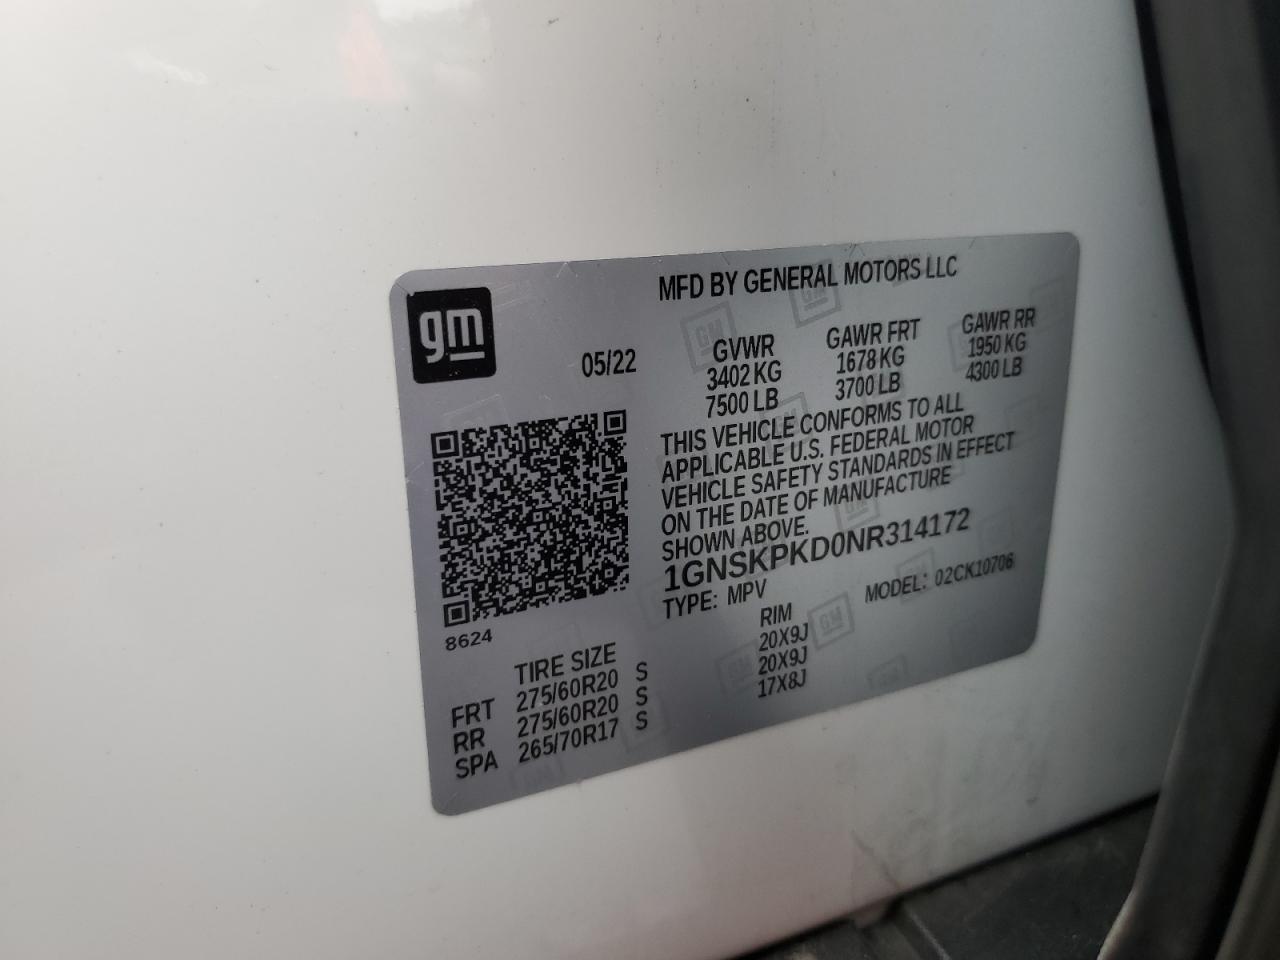 MFD BY GENERAL MOTORS LLC
gm
05/22
GVWR GAWR FRT GAWR RR
3402 KG 1678 KG 1950 KG
7500 LB 3700 LB 4300 LB
THIS VEHICLE CONFORMS TO ALL
APPLICABLE U.S. FEDERAL MOTOR
VEHICLE SAFETY STANDARDS IN EFFECT
ON THE DATE OF MANUFACTURE
SHOWN ABOVE.
1GNSKPKD0NR314172
TYPE: MPV MODEL: 02CK10706
8624
TIRE SIZE RIM
FRT 275/60R20 S 20X9J
RR 275/60R20 S 20X9J
SPA 265/70R17 S 17X8J